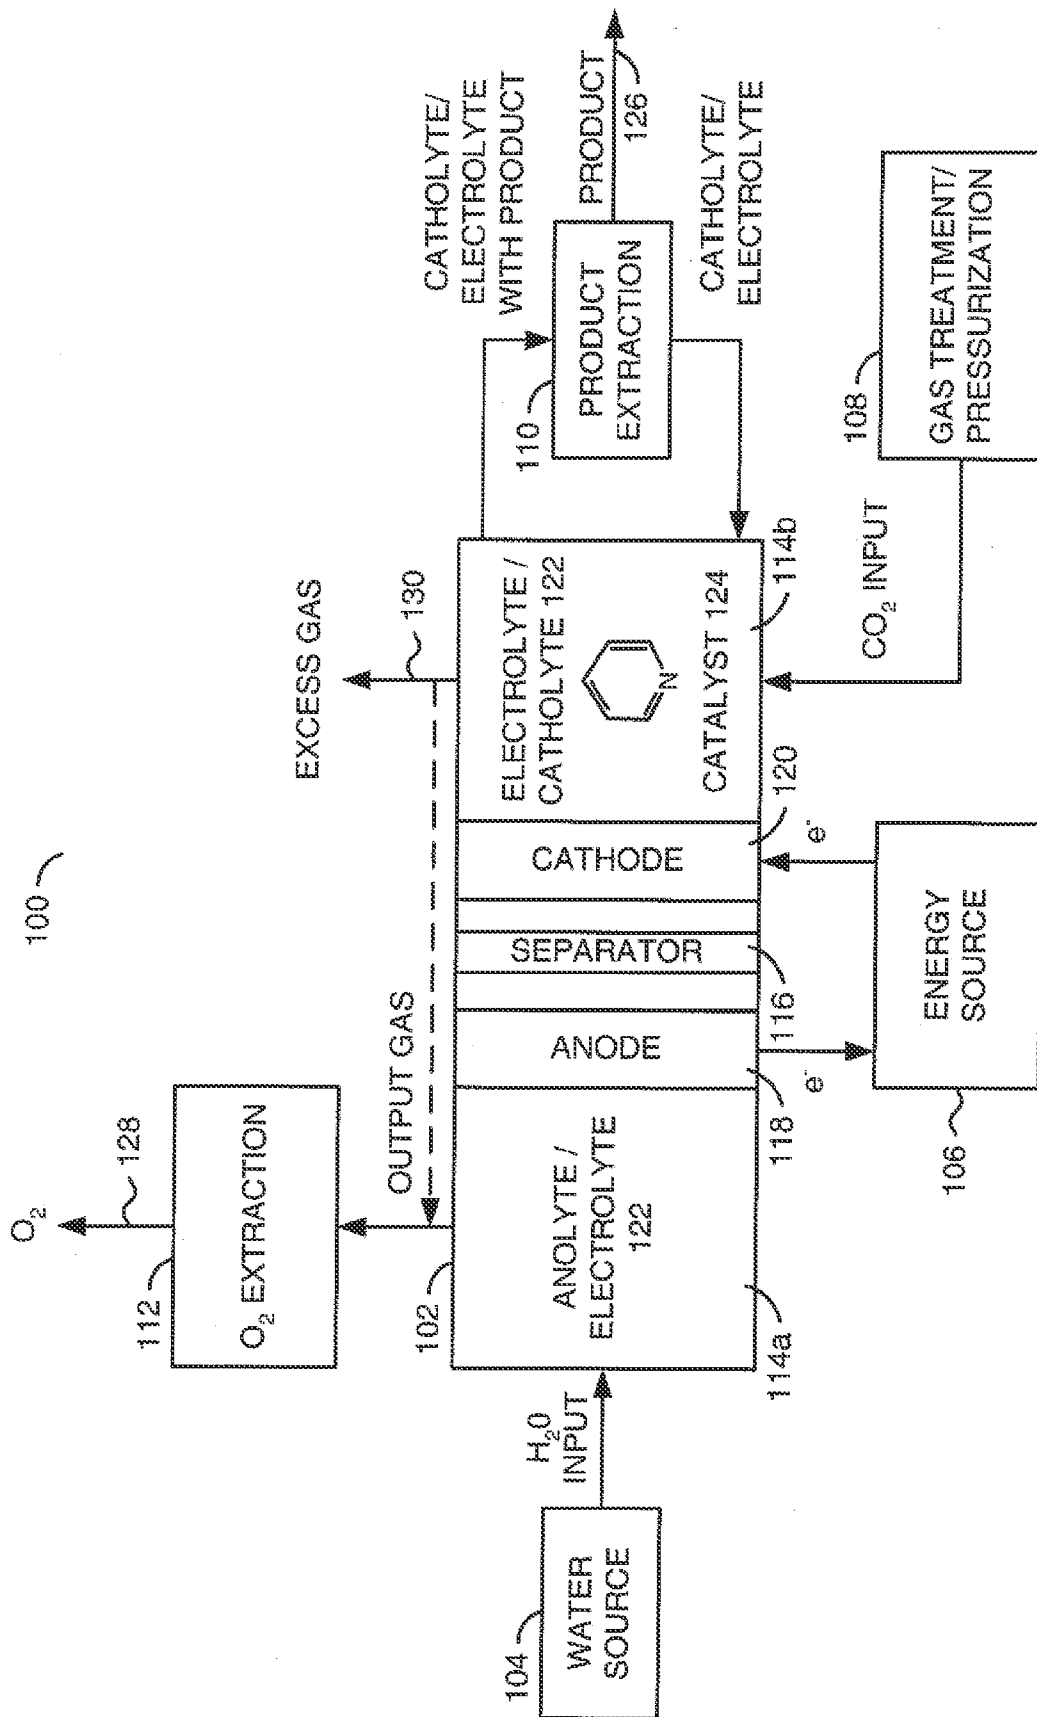 100
O₂
128
112
O₂ EXTRACTION
OUTPUT GAS
EXCESS GAS
130
CATHOLYTE/
ELECTROLYTE
WITH PRODUCT
110
PRODUCT
EXTRACTION
PRODUCT
126
CATHOLYTE/
ELECTROLYTE
104
WATER
SOURCE
H₂0
INPUT
102
ANOLYTE /
ELECTROLYTE
122
114a
ANODE
118
SEPARATOR
116
CATHODE
120
ELECTROLYTE /
CATHOLYTE 122
N
CATALYST 124
114b
e⁻
e⁻
106
ENERGY
SOURCE
CO₂ INPUT
108
GAS TREATMENT/
PRESSURIZATION